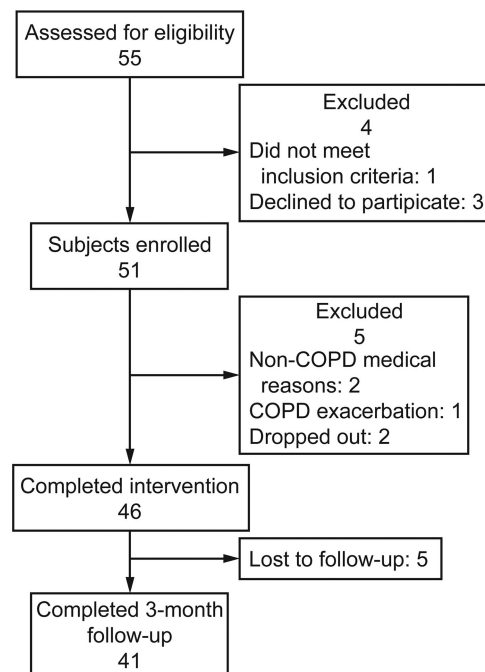 Assessed for eligibility
55
Excluded
4
Did not meet
inclusion criteria: 1
Declined to partipicate: 3
Subjects enrolled
51
Excluded
5
Non-COPD medical
reasons: 2
COPD exacerbation: 1
Dropped out: 2
Completed intervention
46
Lost to follow-up: 5
Completed 3-month
follow-up
41